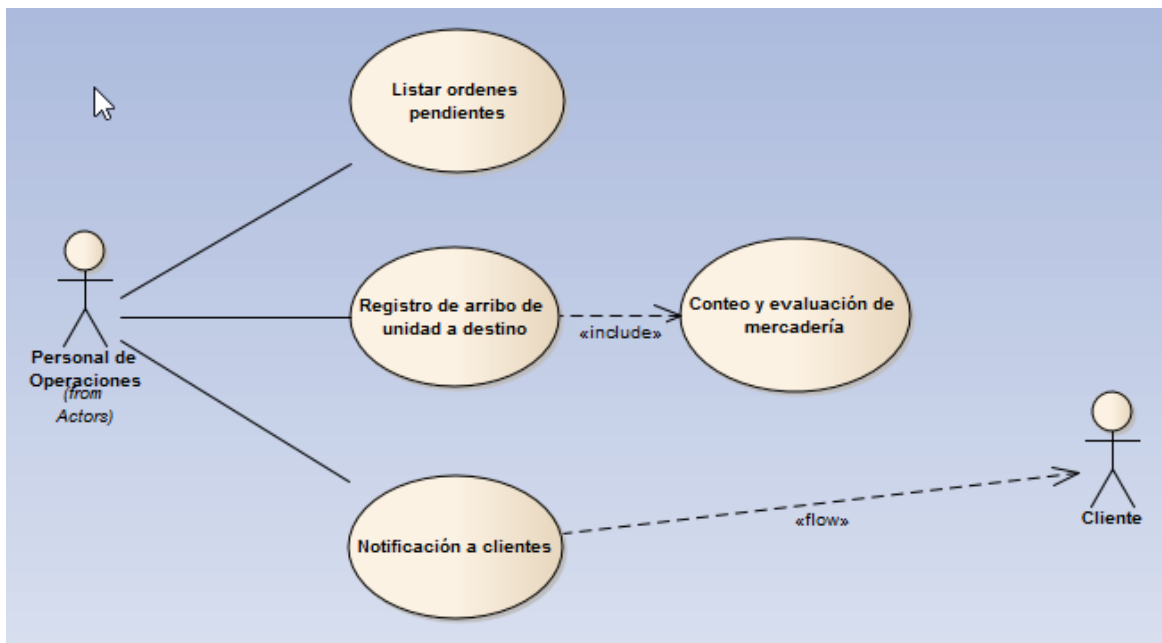 Listar ordenes
pendientes
Registro de arribo de
unidad a destino
«include»
Conteo y evaluación de
mercadería
Personal de
Operaciones
(from
Actors)
Notificación a clientes
«flow»
Cliente